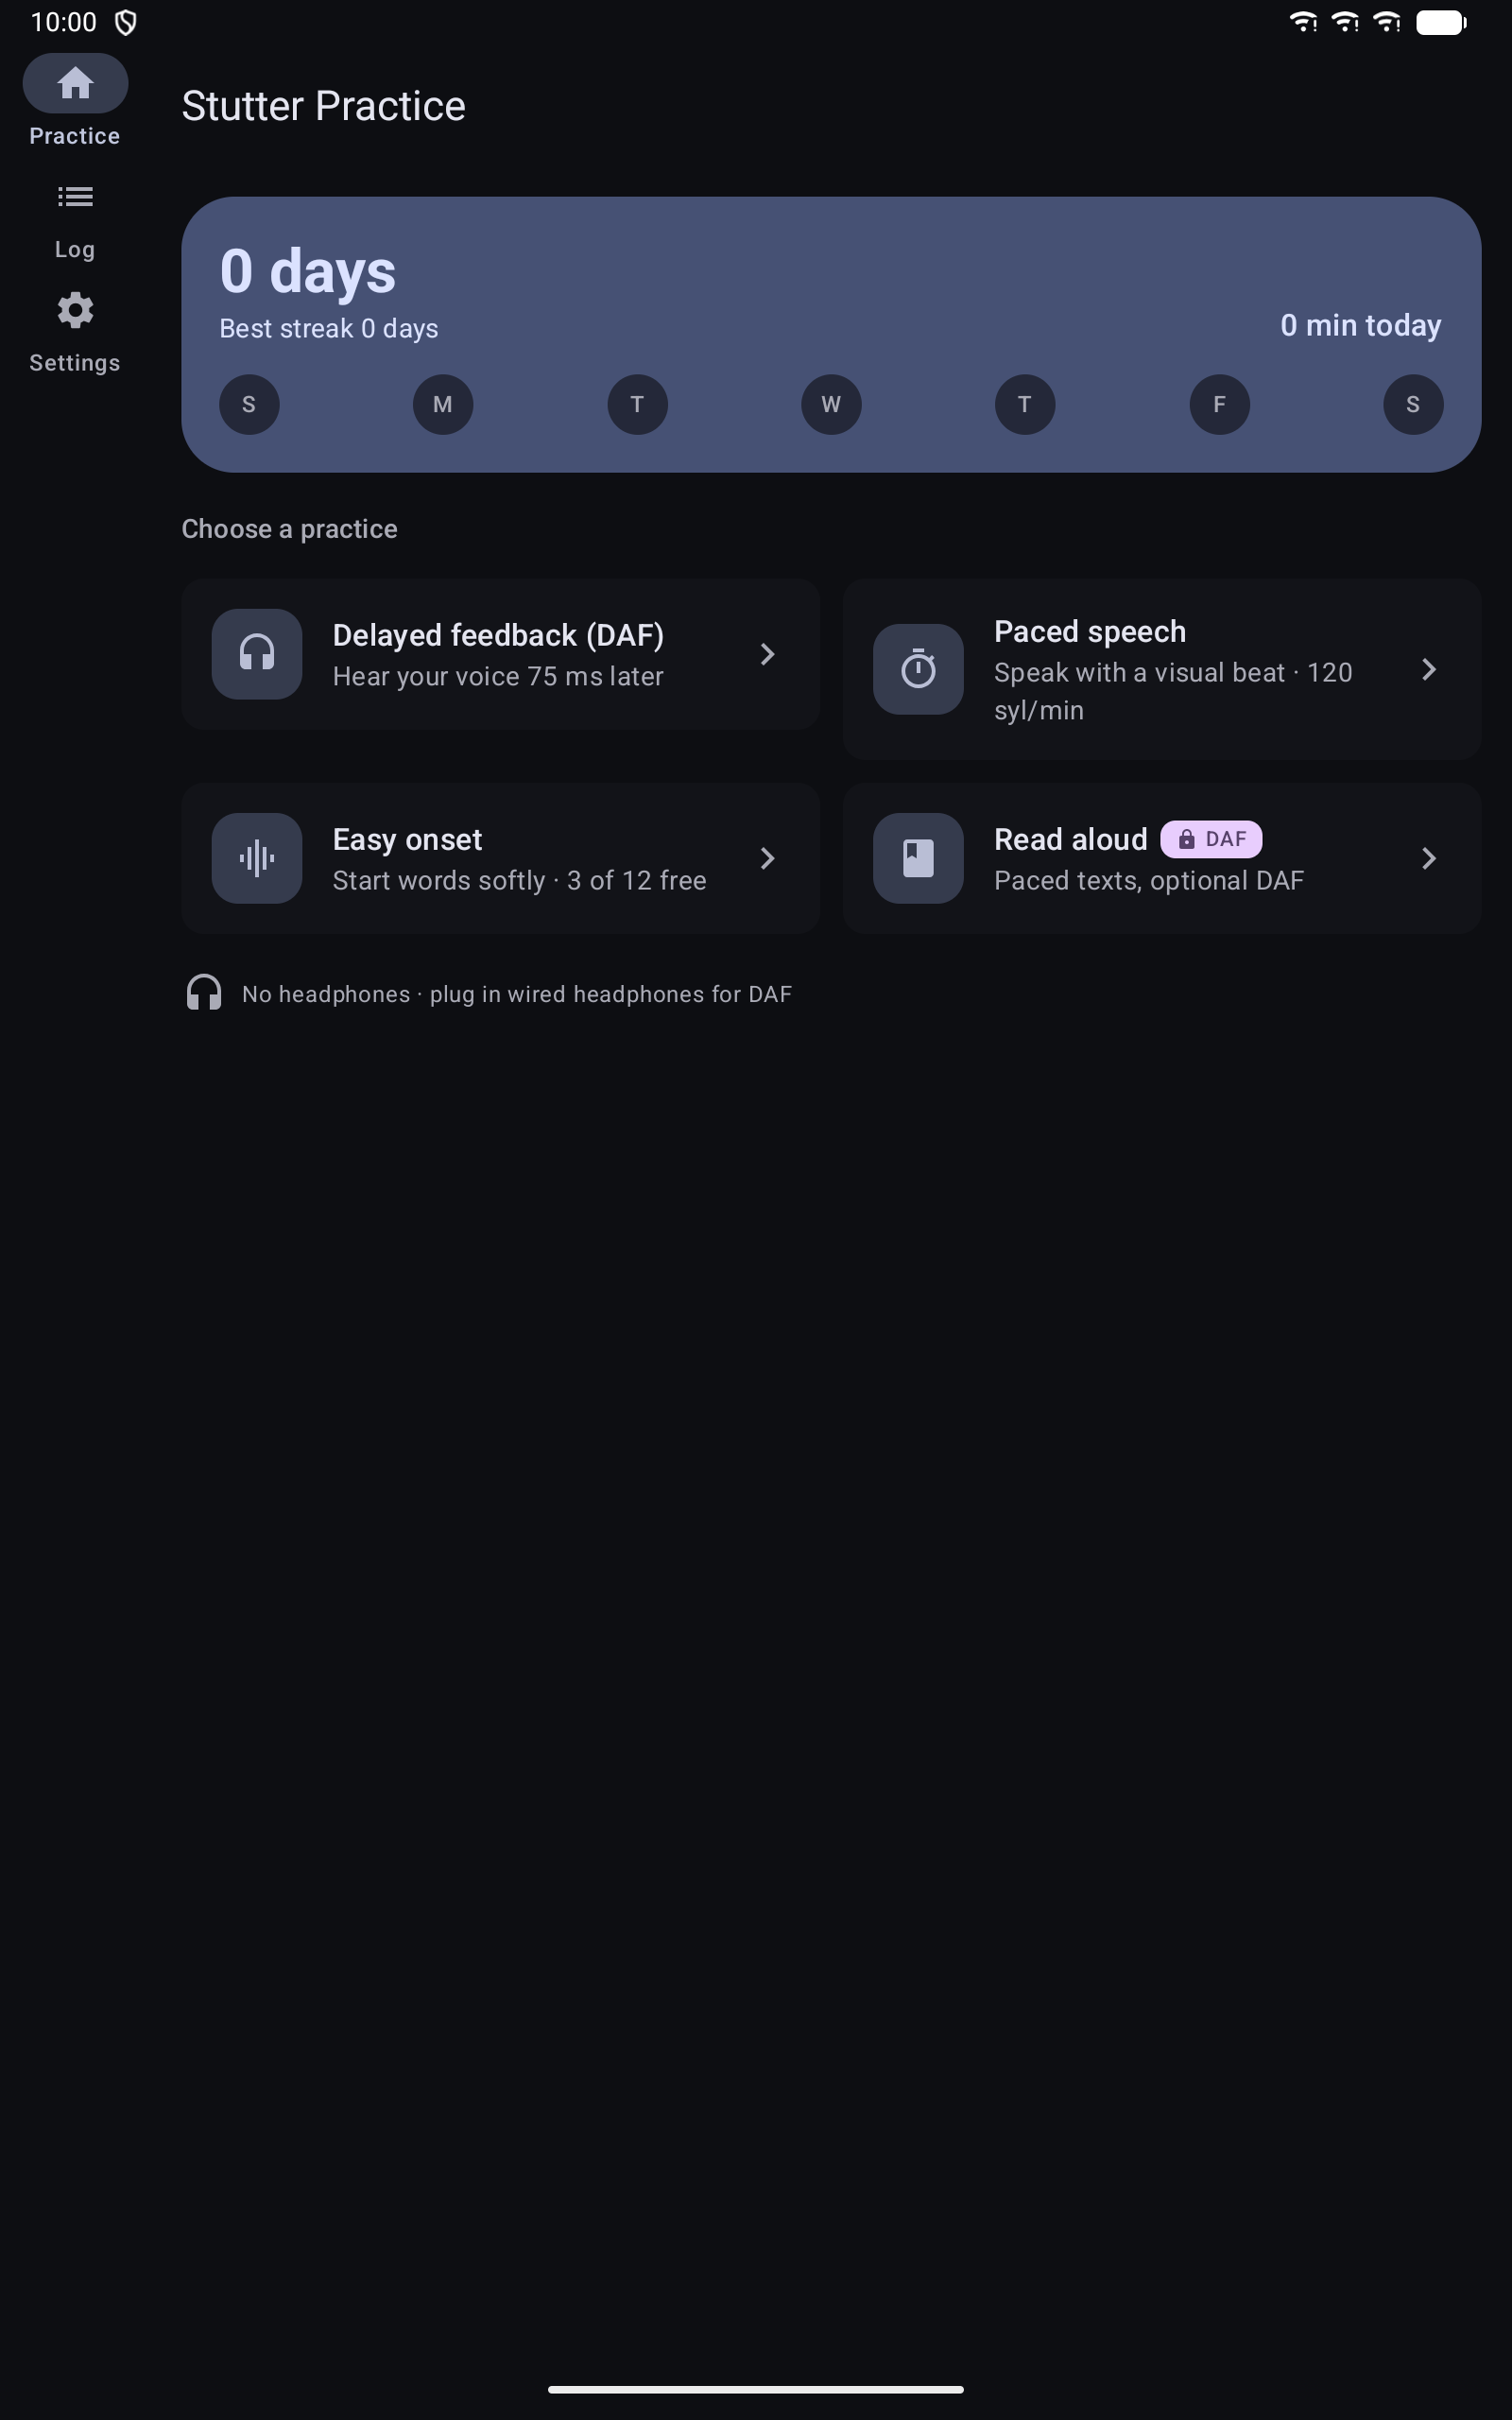 10:00
Practice
Log
Settings
Stutter Practice
0 days
Best streak 0 days
0 min today
S M T W T F S
Choose a practice
Delayed feedback (DAF)
Hear your voice 75 ms later
Paced speech
Speak with a visual beat · 120
syl/min
Easy onset
Start words softly · 3 of 12 free
Read aloud DAF
Paced texts, optional DAF
No headphones · plug in wired headphones for DAF